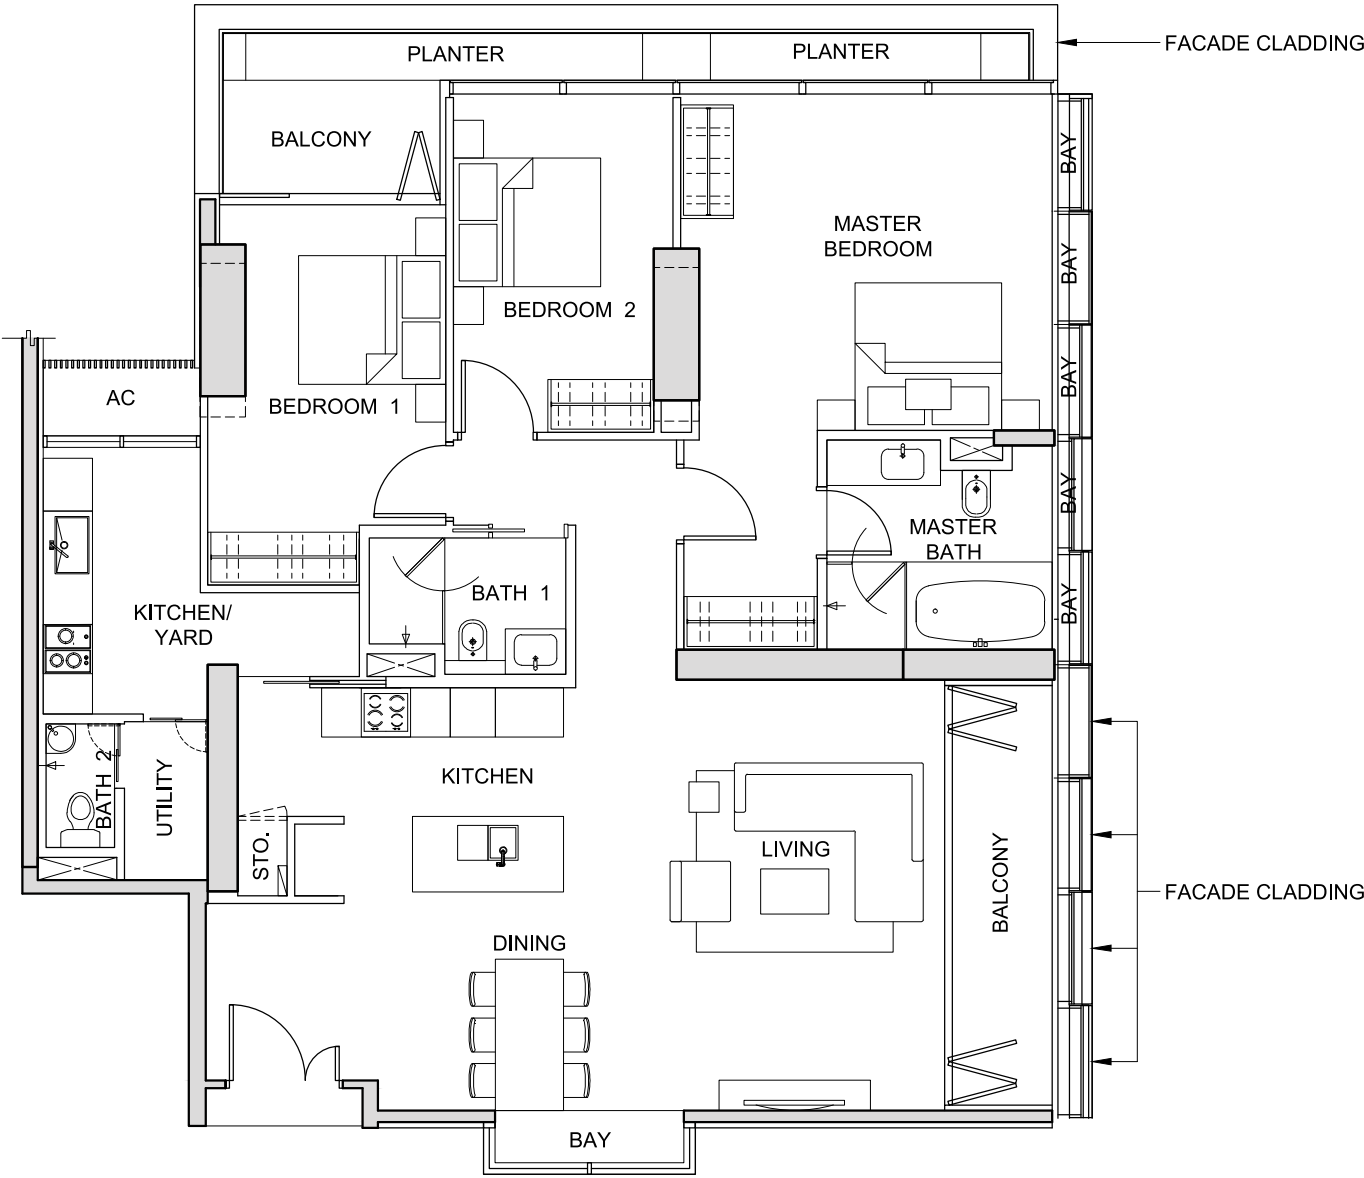 FACADE CLADDING
PLANTER
PLANTER
BALCONY
BAY
MASTER
BEDROOM
BAY
BEDROOM 2
BAY
AC
BEDROOM 1
BAY
MASTER
BATH
BATH 1
BAY
KITCHEN/
YARD
KITCHEN
BATH 2
UTILITY
STO.
LIVING
BALCONY
FACADE CLADDING
DINING
BAY